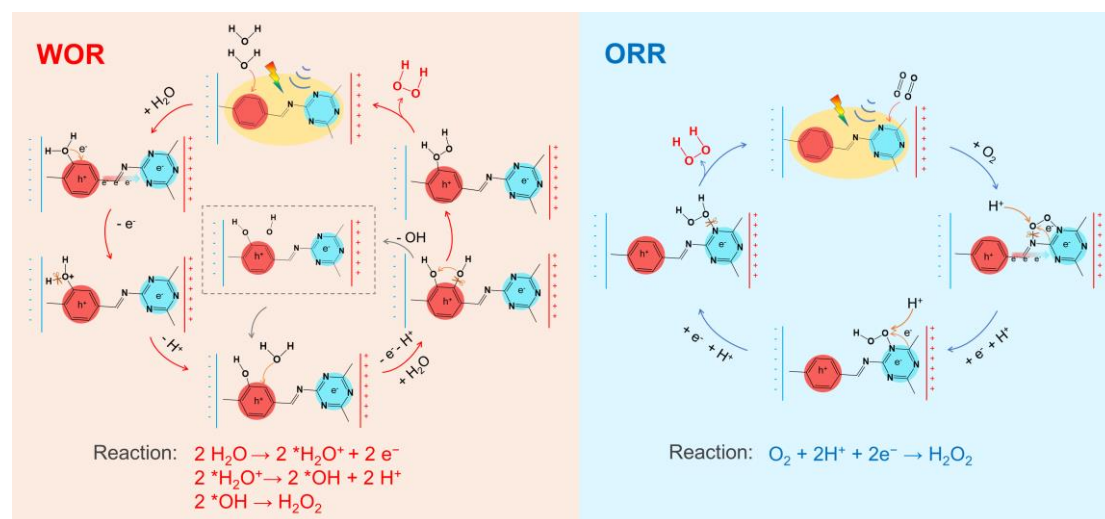 WOR
+ H₂O
- e⁻
- H⁺
- e⁻- H⁺
+ H₂O
- OH
Reaction: 2 H₂O → 2 *H₂O⁺ + 2 e⁻
2 *H₂O⁺→ 2 *OH + 2 H⁺
2 *OH → H₂O₂
ORR
+ O₂
H⁺
+ e⁻+ H⁺
H⁺
+ e⁻ + H⁺
Reaction: O₂ + 2H⁺ + 2e⁻ → H₂O₂